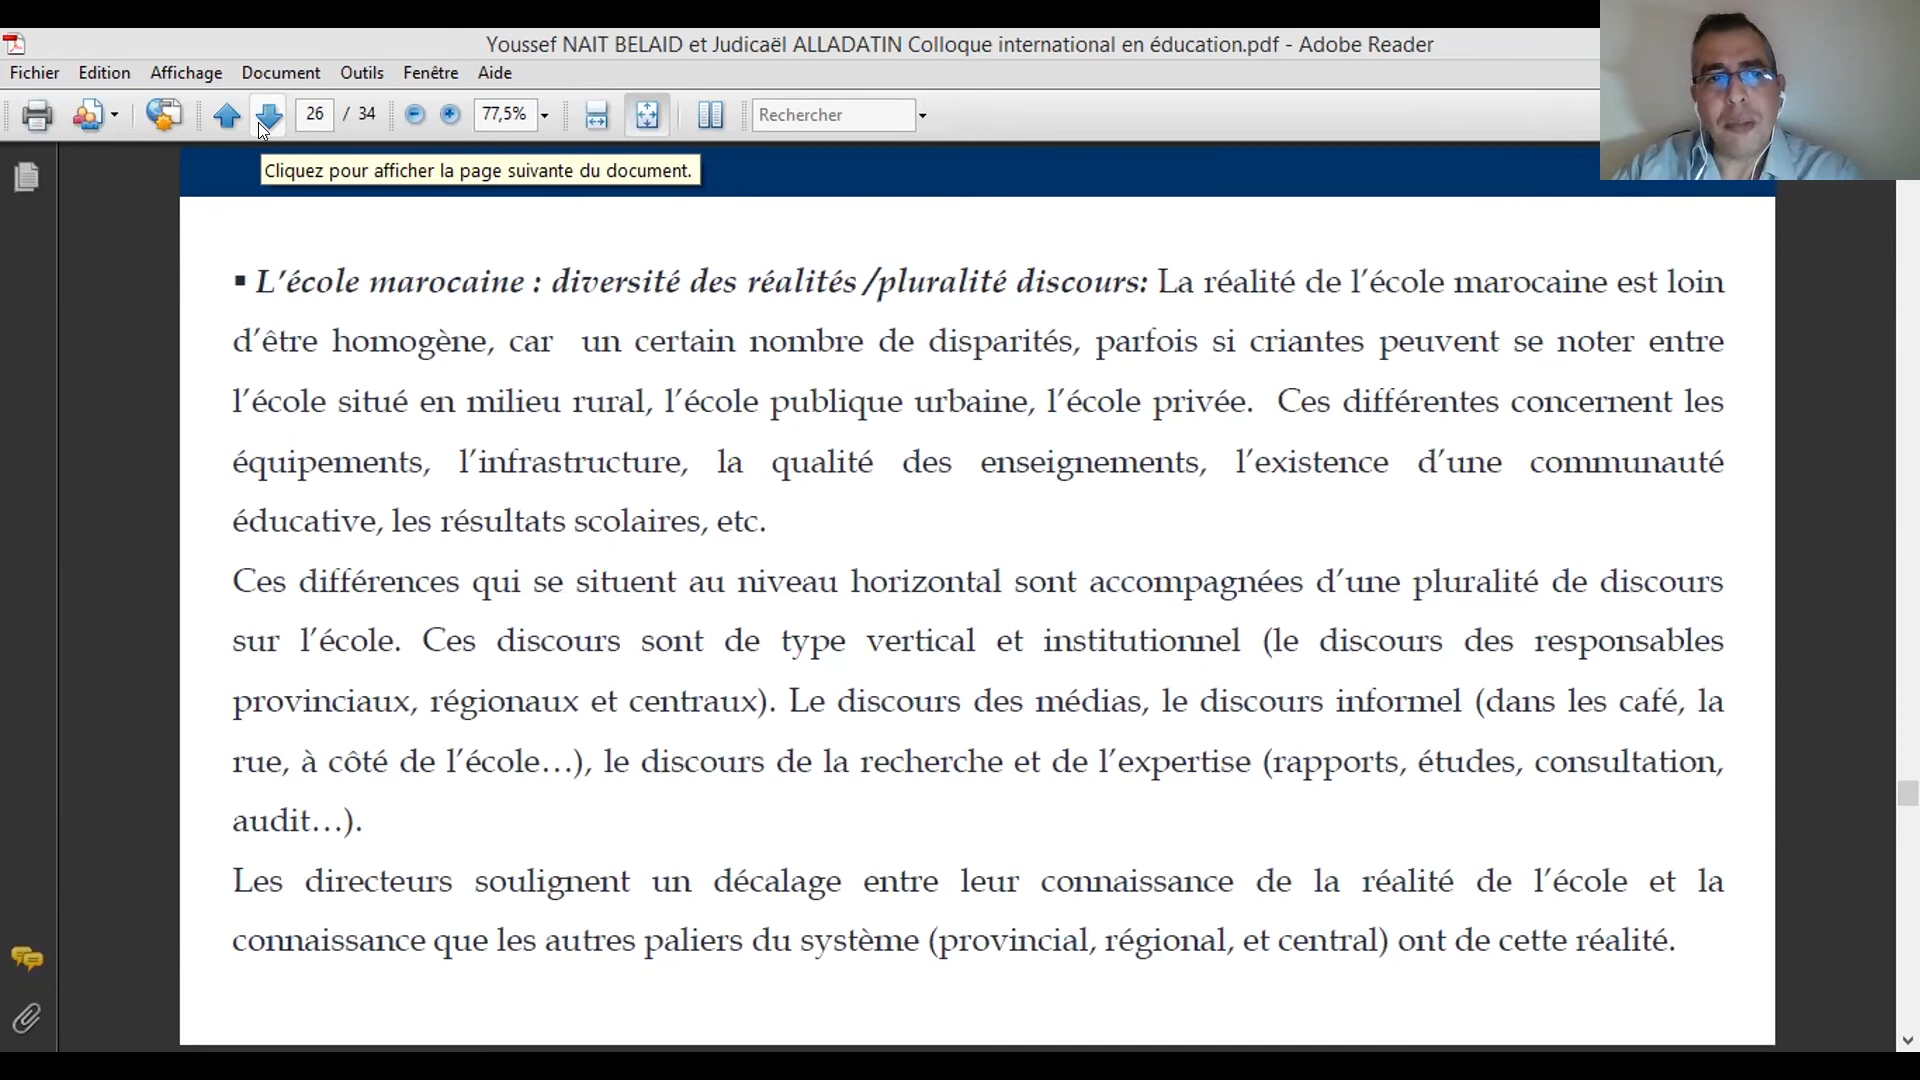 Youssef NAIT BELAID et Judicaël ALLADATIN Colloque international en éducation.pdf - Adobe Reader
Fichier Edition Affichage Document Outils Fenêtre Aide
26 / 34 77,5% Rechercher
Cliquez pour afficher la page suivante du document.
▪ L’école marocaine : diversité des réalités /pluralité discours: La réalité de l’école marocaine est loin
d’être homogène, car un certain nombre de disparités, parfois si criantes peuvent se noter entre
l’école situé en milieu rural, l’école publique urbaine, l’école privée. Ces différentes concernent les
équipements, l’infrastructure, la qualité des enseignements, l’existence d’une communauté
éducative, les résultats scolaires, etc.
Ces différences qui se situent au niveau horizontal sont accompagnées d’une pluralité de discours
sur l’école. Ces discours sont de type vertical et institutionnel (le discours des responsables
provinciaux, régionaux et centraux). Le discours des médias, le discours informel (dans les café, la
rue, à côté de l’école…), le discours de la recherche et de l’expertise (rapports, études, consultation,
audit…).
Les directeurs soulignent un décalage entre leur connaissance de la réalité de l’école et la
connaissance que les autres paliers du système (provincial, régional, et central) ont de cette réalité.